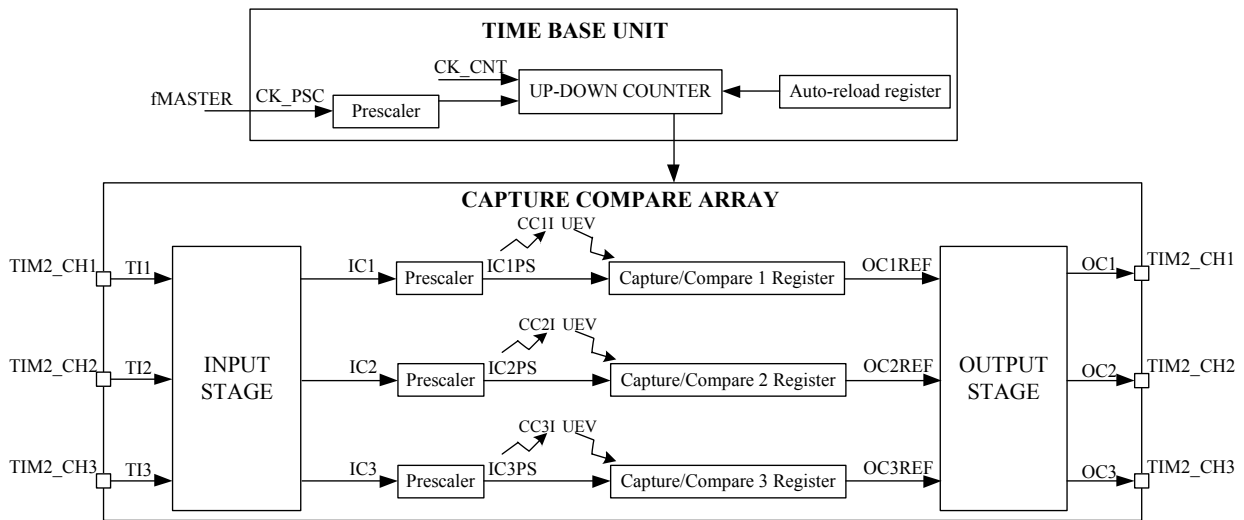 TIME BASE UNIT
CK_CNT
fMASTER CK_PSC
Prescaler
UP-DOWN COUNTER
Auto-reload register
CAPTURE COMPARE ARRAY
CC1I UEV
TIM2_CH1 TI1 IC1 Prescaler IC1PS Capture/Compare 1 Register OC1REF OC1 TIM2_CH1
CC2I UEV
TIM2_CH2 TI2 INPUT STAGE IC2 Prescaler IC2PS Capture/Compare 2 Register OC2REF OUTPUT STAGE OC2 TIM2_CH2
CC3I UEV
TIM2_CH3 TI3 IC3 Prescaler IC3PS Capture/Compare 3 Register OC3REF OC3 TIM2_CH3